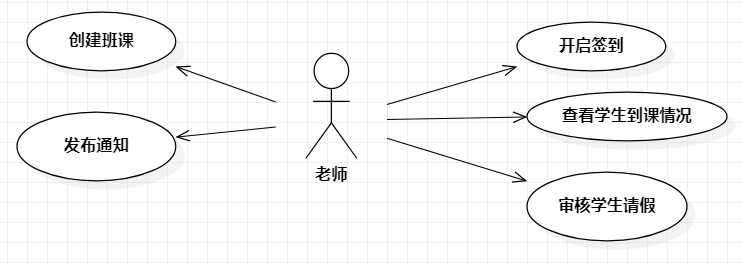 创建班课
开启签到
发布通知
查看学生到课情况
老师
审核学生请假